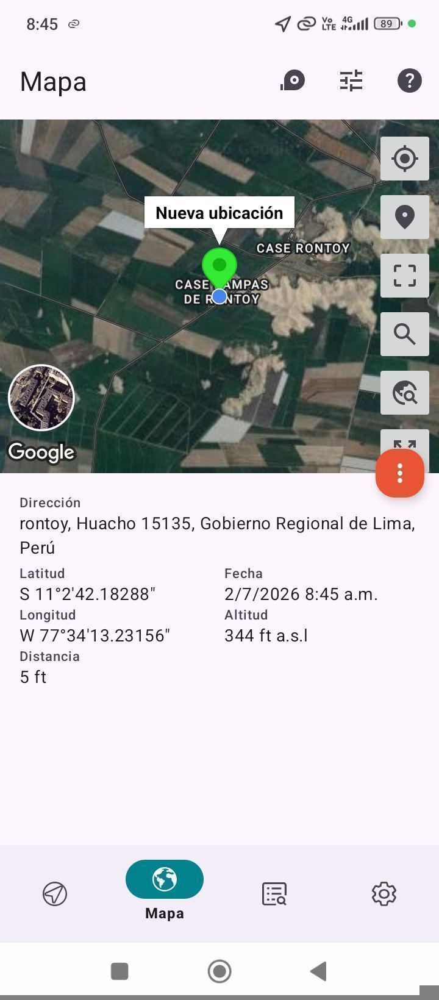 8:45
Vo
LTE
4G
89
Mapa
Nueva ubicación
CASE RONTOY
CASE PAMPAS
DE RONTOY
Google
Dirección
rontoy, Huacho 15135, Gobierno Regional de Lima,
Perú
Latitud
S 11°2'42.18288"
Fecha
2/7/2026 8:45 a.m.
Longitud
W 77°34'13.23156"
Altitud
344 ft a.s.l
Distancia
5 ft
Mapa